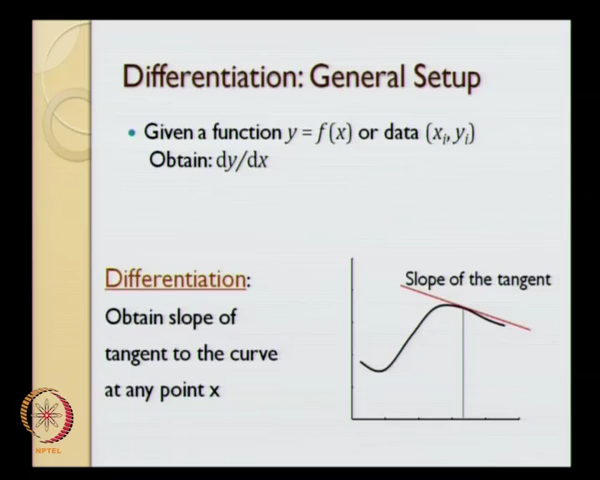 Differentiation: General Setup
• Given a function y = f(x) or data (xᵢ, yᵢ)
Obtain: dy/dx
Slope of the tangent
Differentiation:
Obtain slope of
tangent to the curve
at any point x
NPTEL